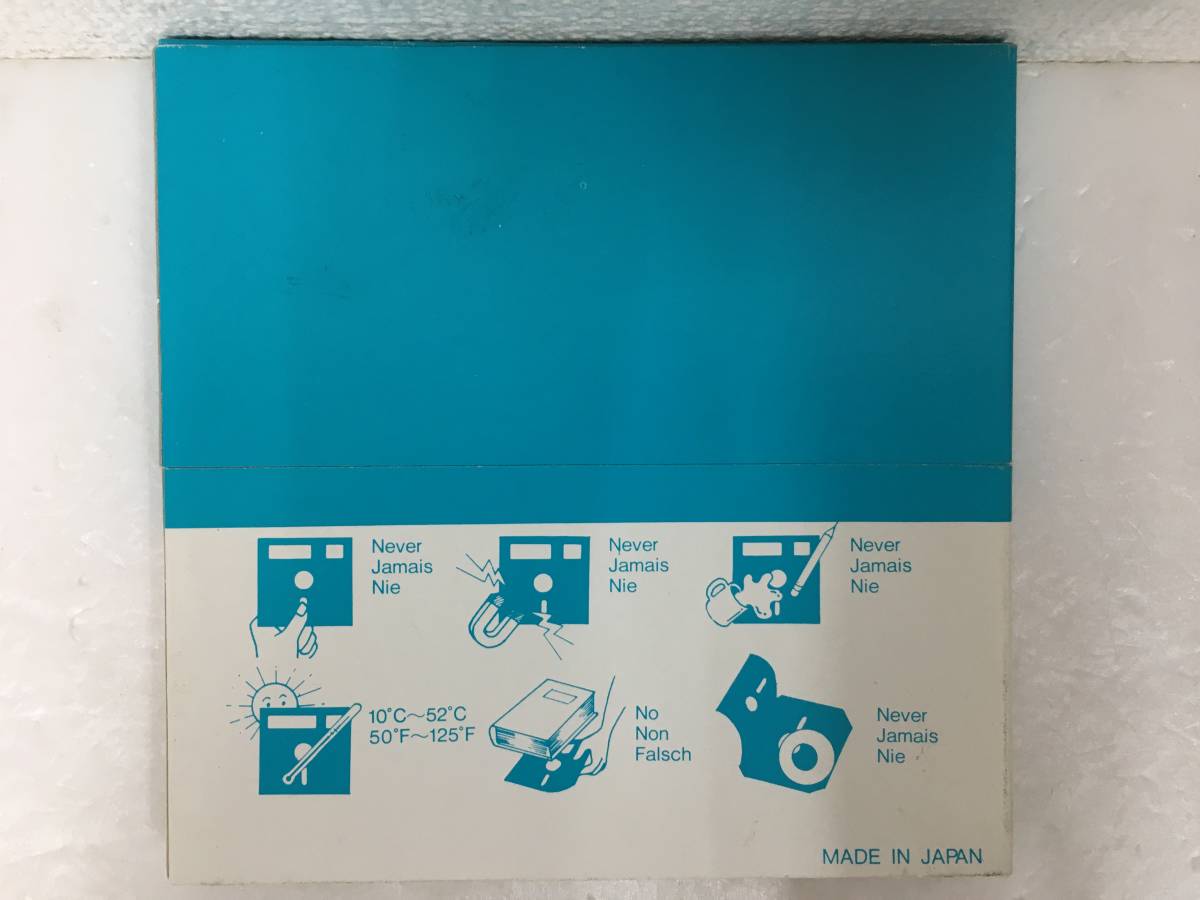 Never
Jamais
Nie
Never
Jamais
Nie
Never
Jamais
Nie
10°C～52°C
50°F～125°F
No
Non
Falsch
Never
Jamais
Nie
MADE IN JAPAN